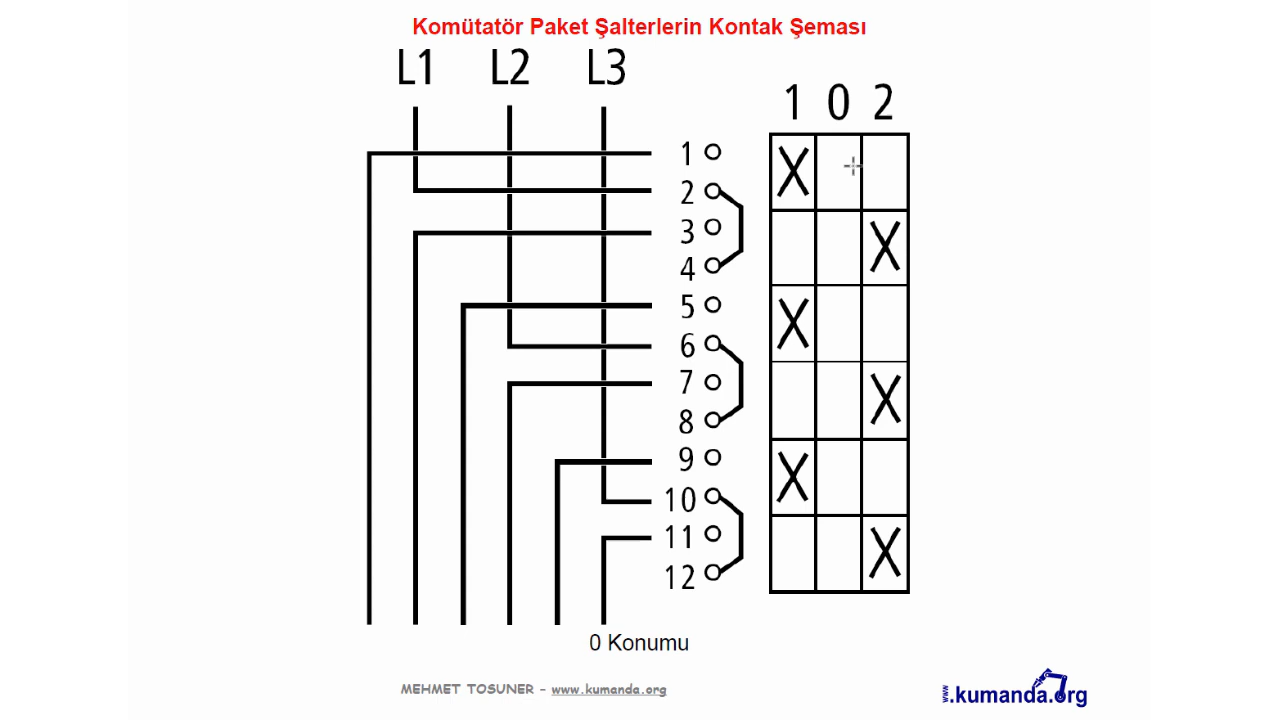 Komütatör Paket Şalterlerin Kontak Şeması
L1 L2 L3
1 0 2
1 X
2
3 X
4
5 X
6
7 X
8
9 X
10
11 X
12
0 Konumu
MEHMET TOSUNER - www.kumanda.org
www.kumanda.org